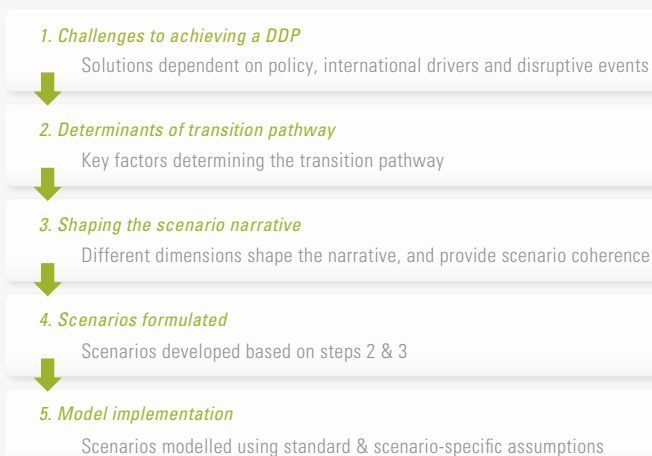 1. Challenges to achieving a DDP
Solutions dependent on policy, international drivers and disruptive events
2. Determinants of transition pathway
Key factors determining the transition pathway
3. Shaping the scenario narrative
Different dimensions shape the narrative, and provide scenario coherence
4. Scenarios formulated
Scenarios developed based on steps 2 & 3
5. Model implementation
Scenarios modelled using standard & scenario-specific assumptions